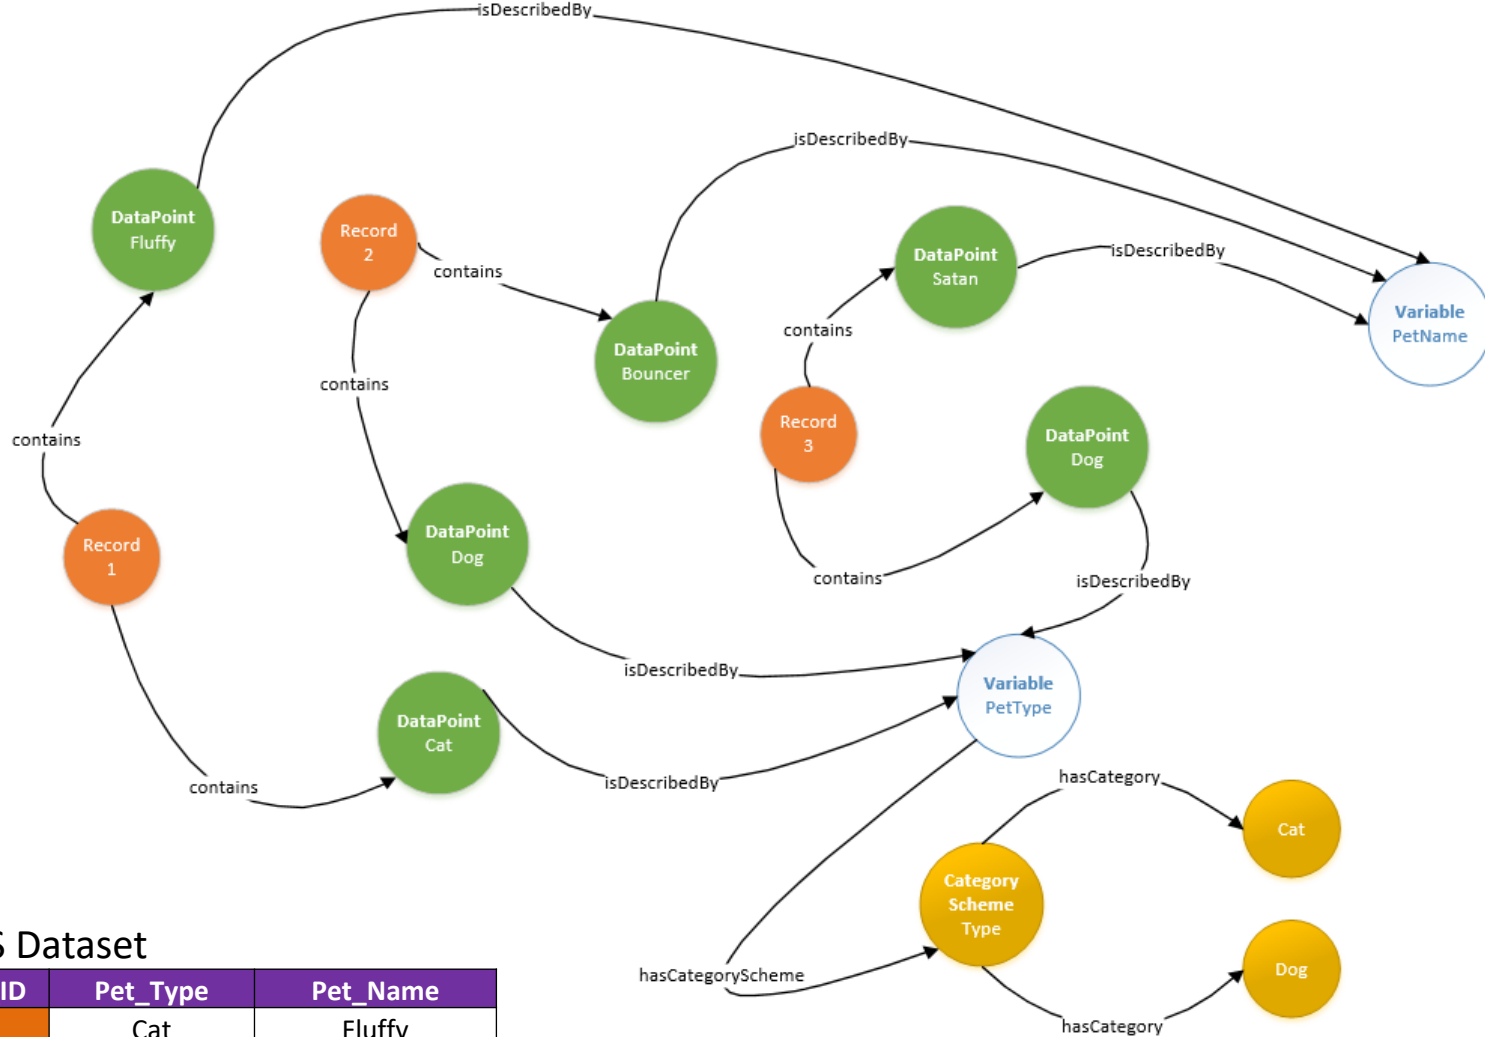 isDescribedBy
isDescribedBy
DataPoint
Fluffy
Record
2
contains
DataPoint
Satan
isDescribedBy
Variable
PetName
contains
DataPoint
Bouncer
contains
contains
Record
3
DataPoint
Dog
contains
Record
1
DataPoint
Dog
contains
isDescribedBy
isDescribedBy
Variable
PetType
DataPoint
Cat
contains
isDescribedBy
hasCategory
Cat
Category
Scheme
Type
hasCategoryScheme
Dog
hasCategory
S Dataset
ID Pet_Type Pet_Name
Cat Fluffy